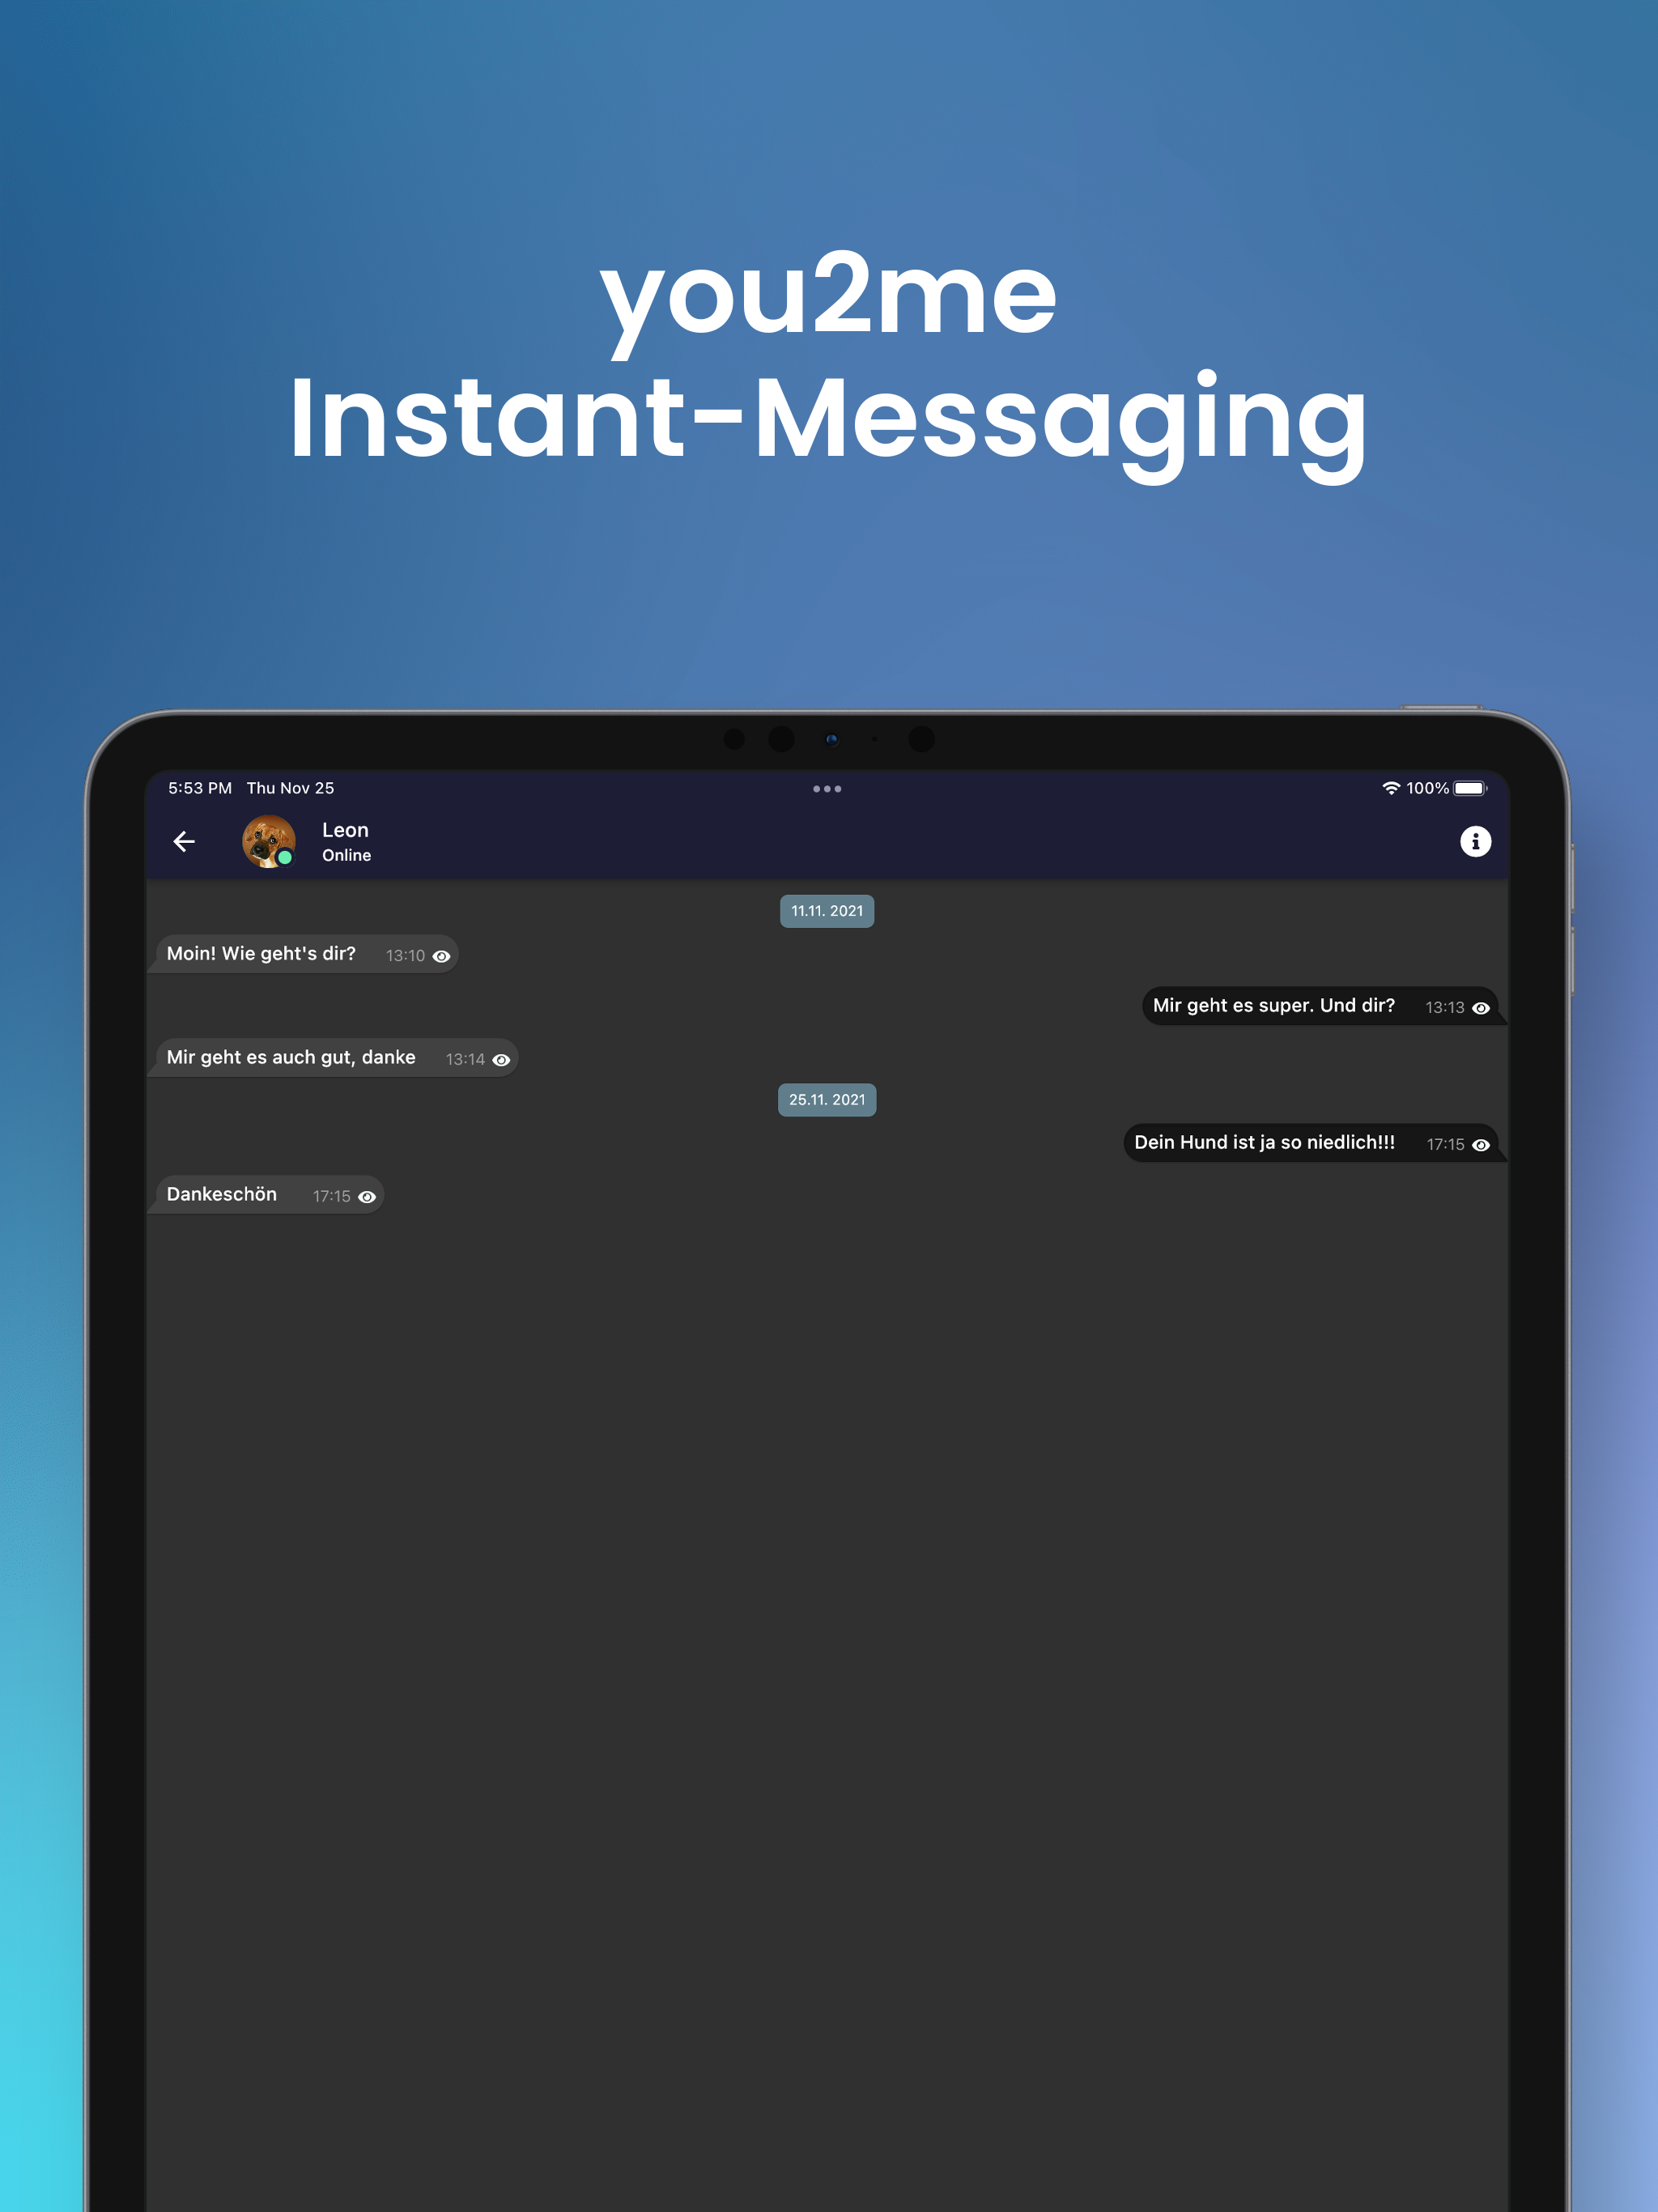 you2me
Instant-Messaging
5:53 PM Thu Nov 25
100%
Leon
Online
11.11. 2021
Moin! Wie geht's dir? 13:10
Mir geht es super. Und dir? 13:13
Mir geht es auch gut, danke 13:14
25.11. 2021
Dein Hund ist ja so niedlich!!! 17:15
Dankeschön 17:15